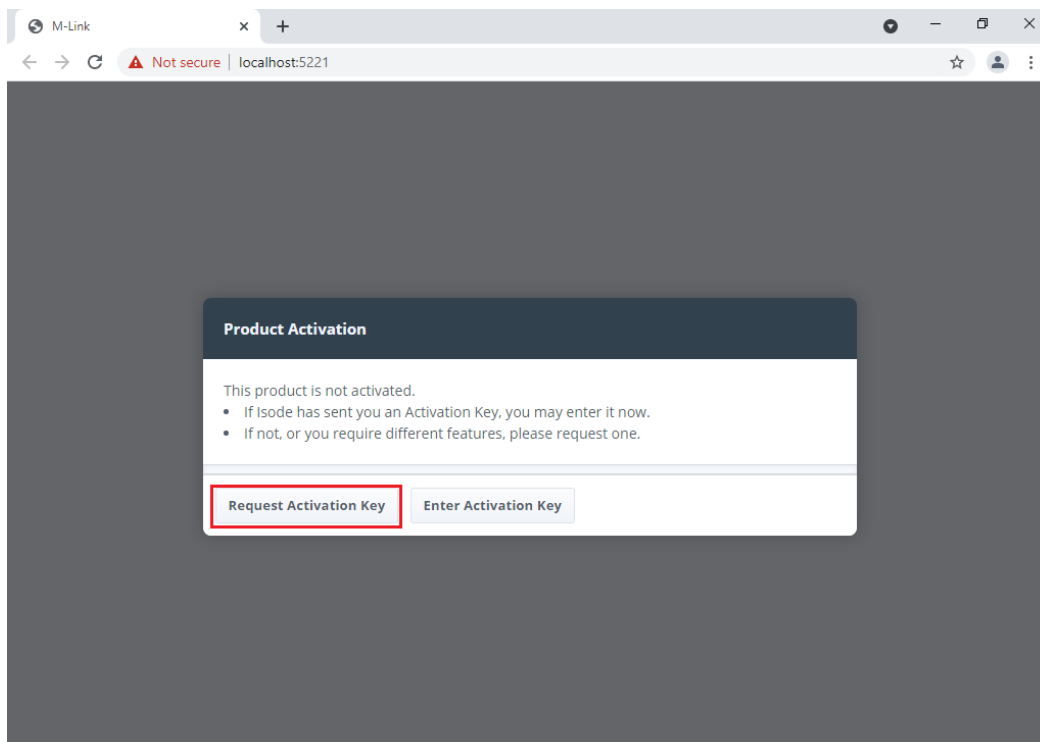 M-Link
Not secure | localhost:5221
Product Activation
This product is not activated.
• If Isode has sent you an Activation Key, you may enter it now.
• If not, or you require different features, please request one.
Request Activation Key
Enter Activation Key